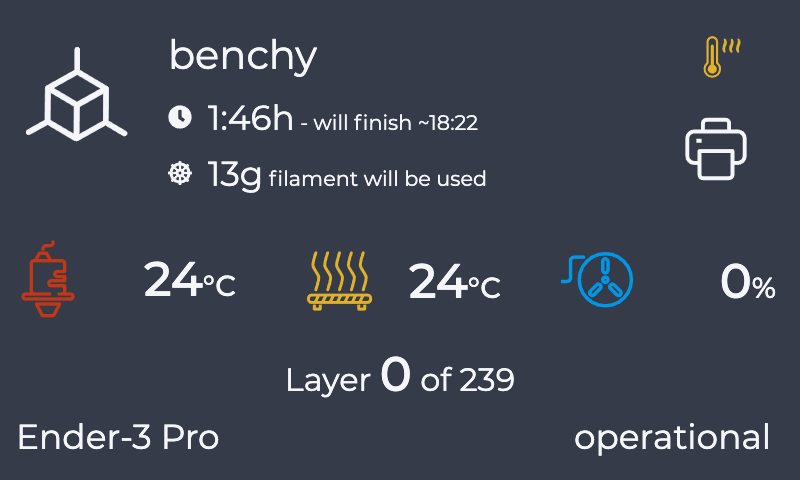 benchy
1:46h - will finish ~18:22
13g filament will be used
24°C 24°C 0%
Layer 0 of 239
Ender-3 Pro operational